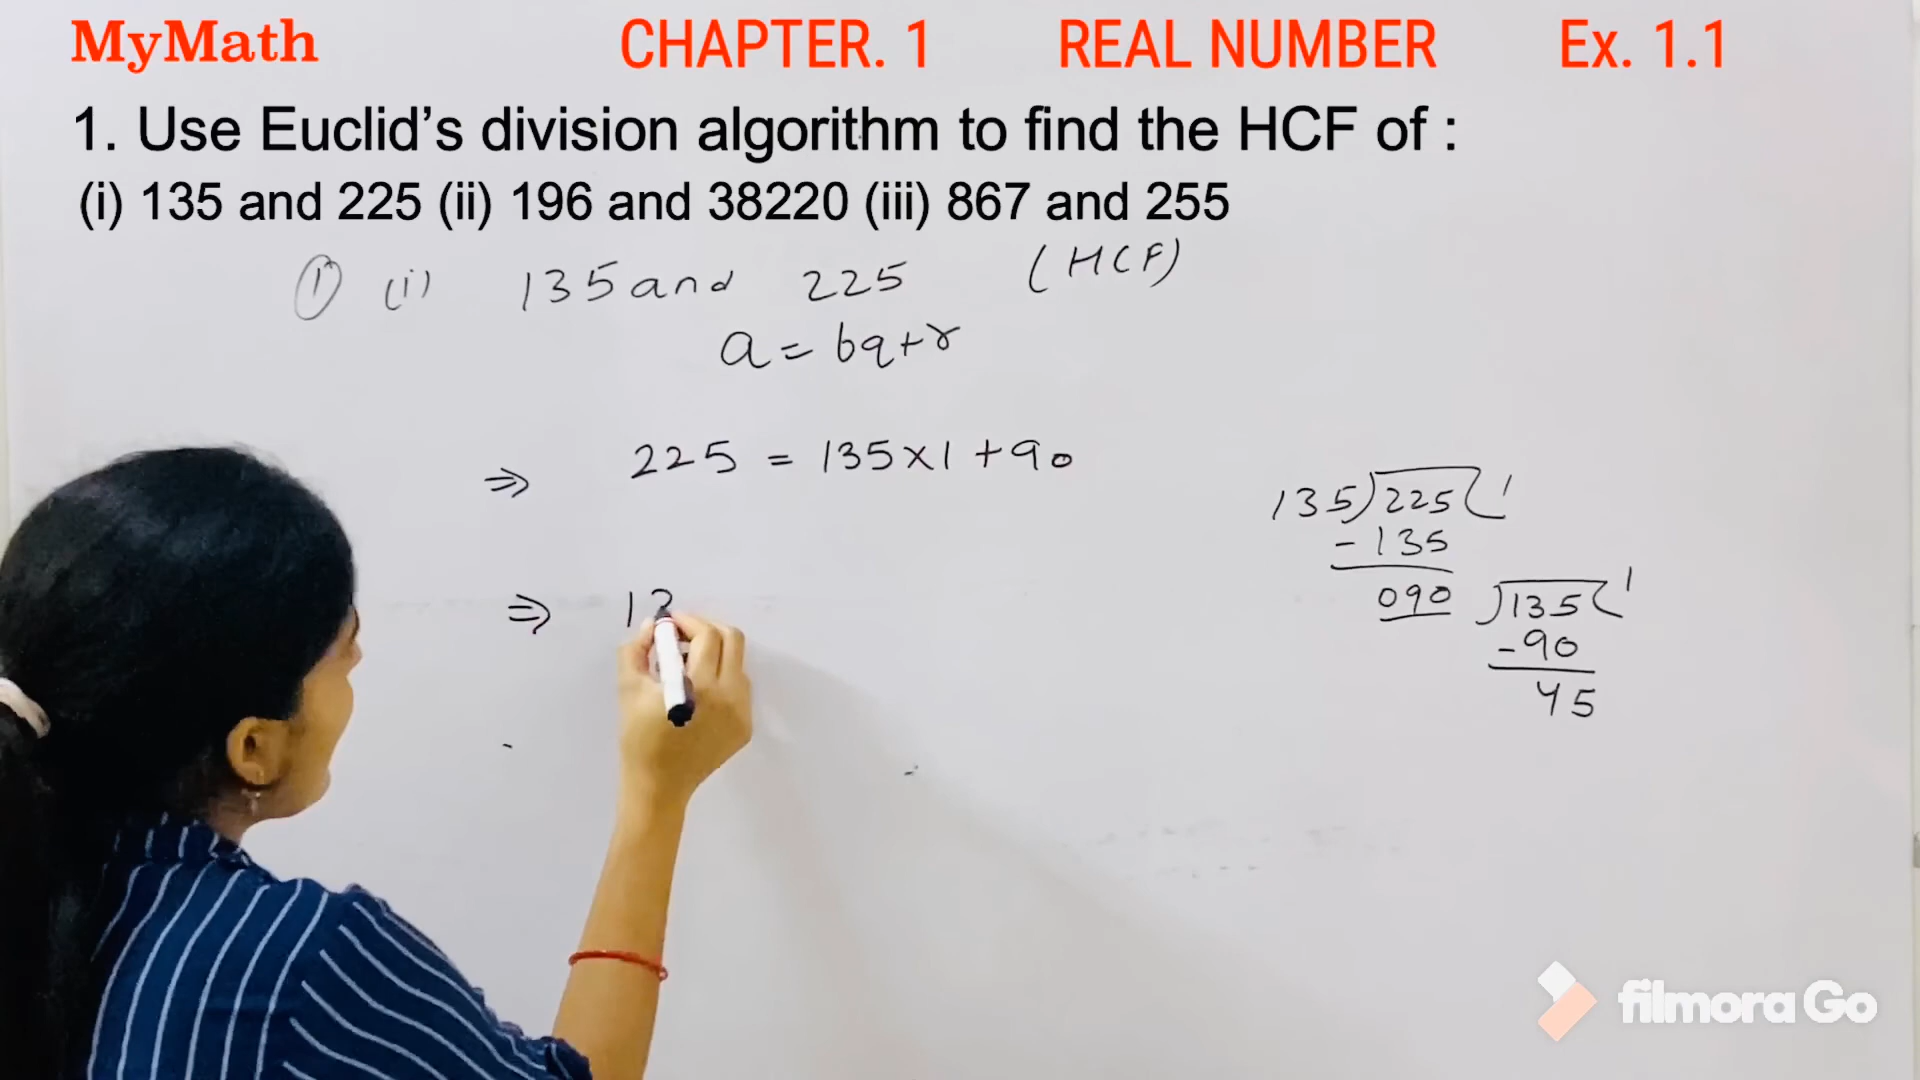 MyMath CHAPTER. 1 REAL NUMBER Ex. 1.1
1. Use Euclid’s division algorithm to find the HCF of :
(i) 135 and 225 (ii) 196 and 38220 (iii) 867 and 255
① (i) 135 and 225 (HCF)
a = bq + r
⇒ 225 = 135 × 1 + 90
⇒ 13
135) 225 ( 1
- 135
090 ) 135 ( 1
- 90
45
filmora Go